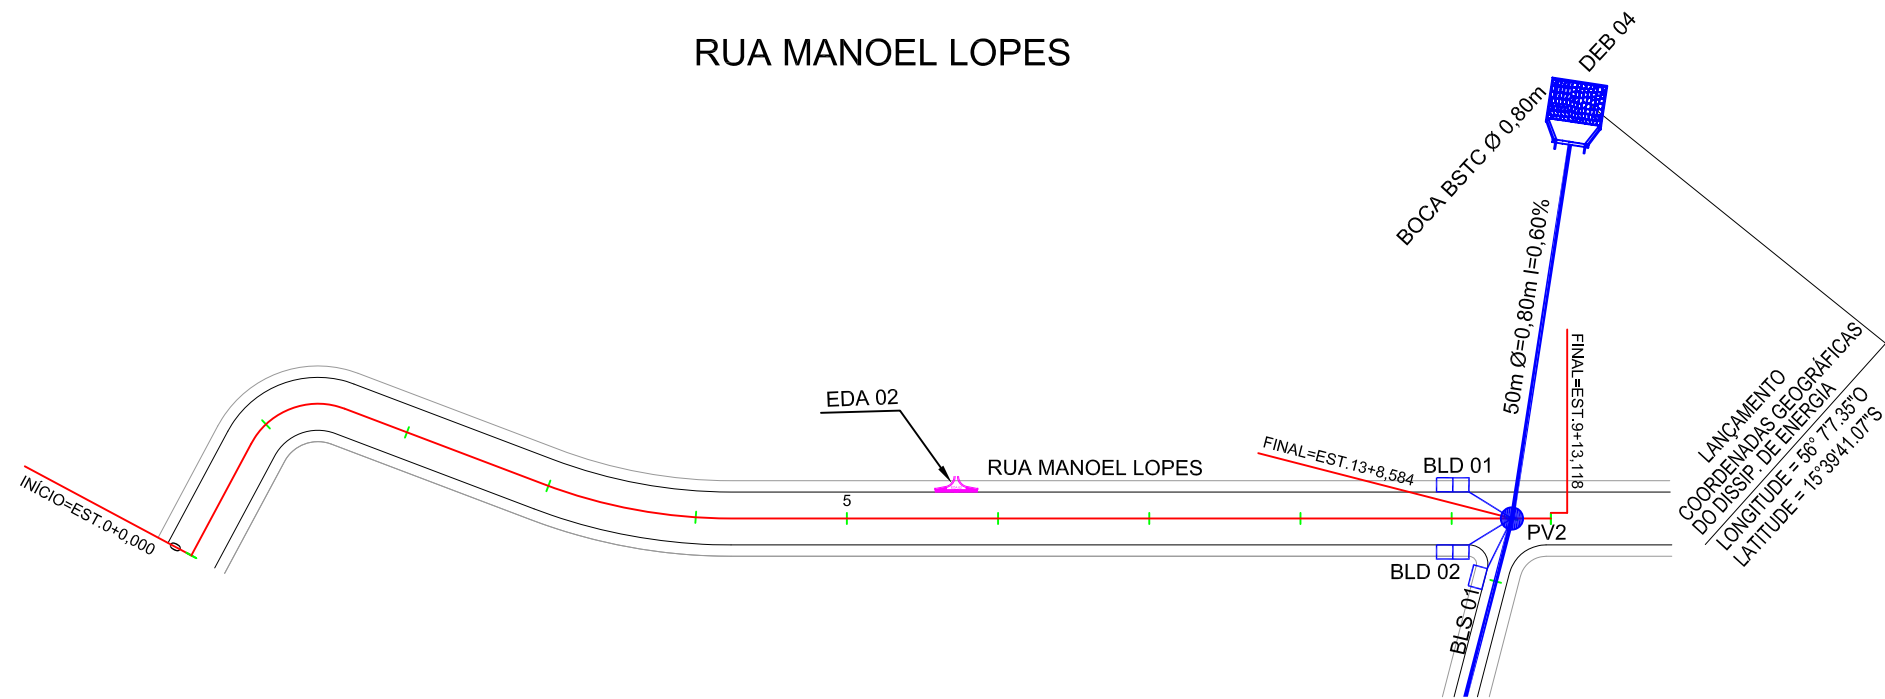 RUA MANOEL LOPES
DEB 04
BOCA BSTC Ø 0,80m
50m Ø=0,80m I=0,60%
FINAL=EST.9+13,118
LANÇAMENTO
COORDENADAS GEOGRÁFICAS
DO DISSIP. DE ENERGIA
LONGITUDE = 56° 77.35"O
LATITUDE = 15°39'41.07"S
EDA 02
RUA MANOEL LOPES
FINAL=EST.13+8,584
BLD 01
5
0
INÍCIO=EST.0+0,000
PV2
BLD 02
BLS 01